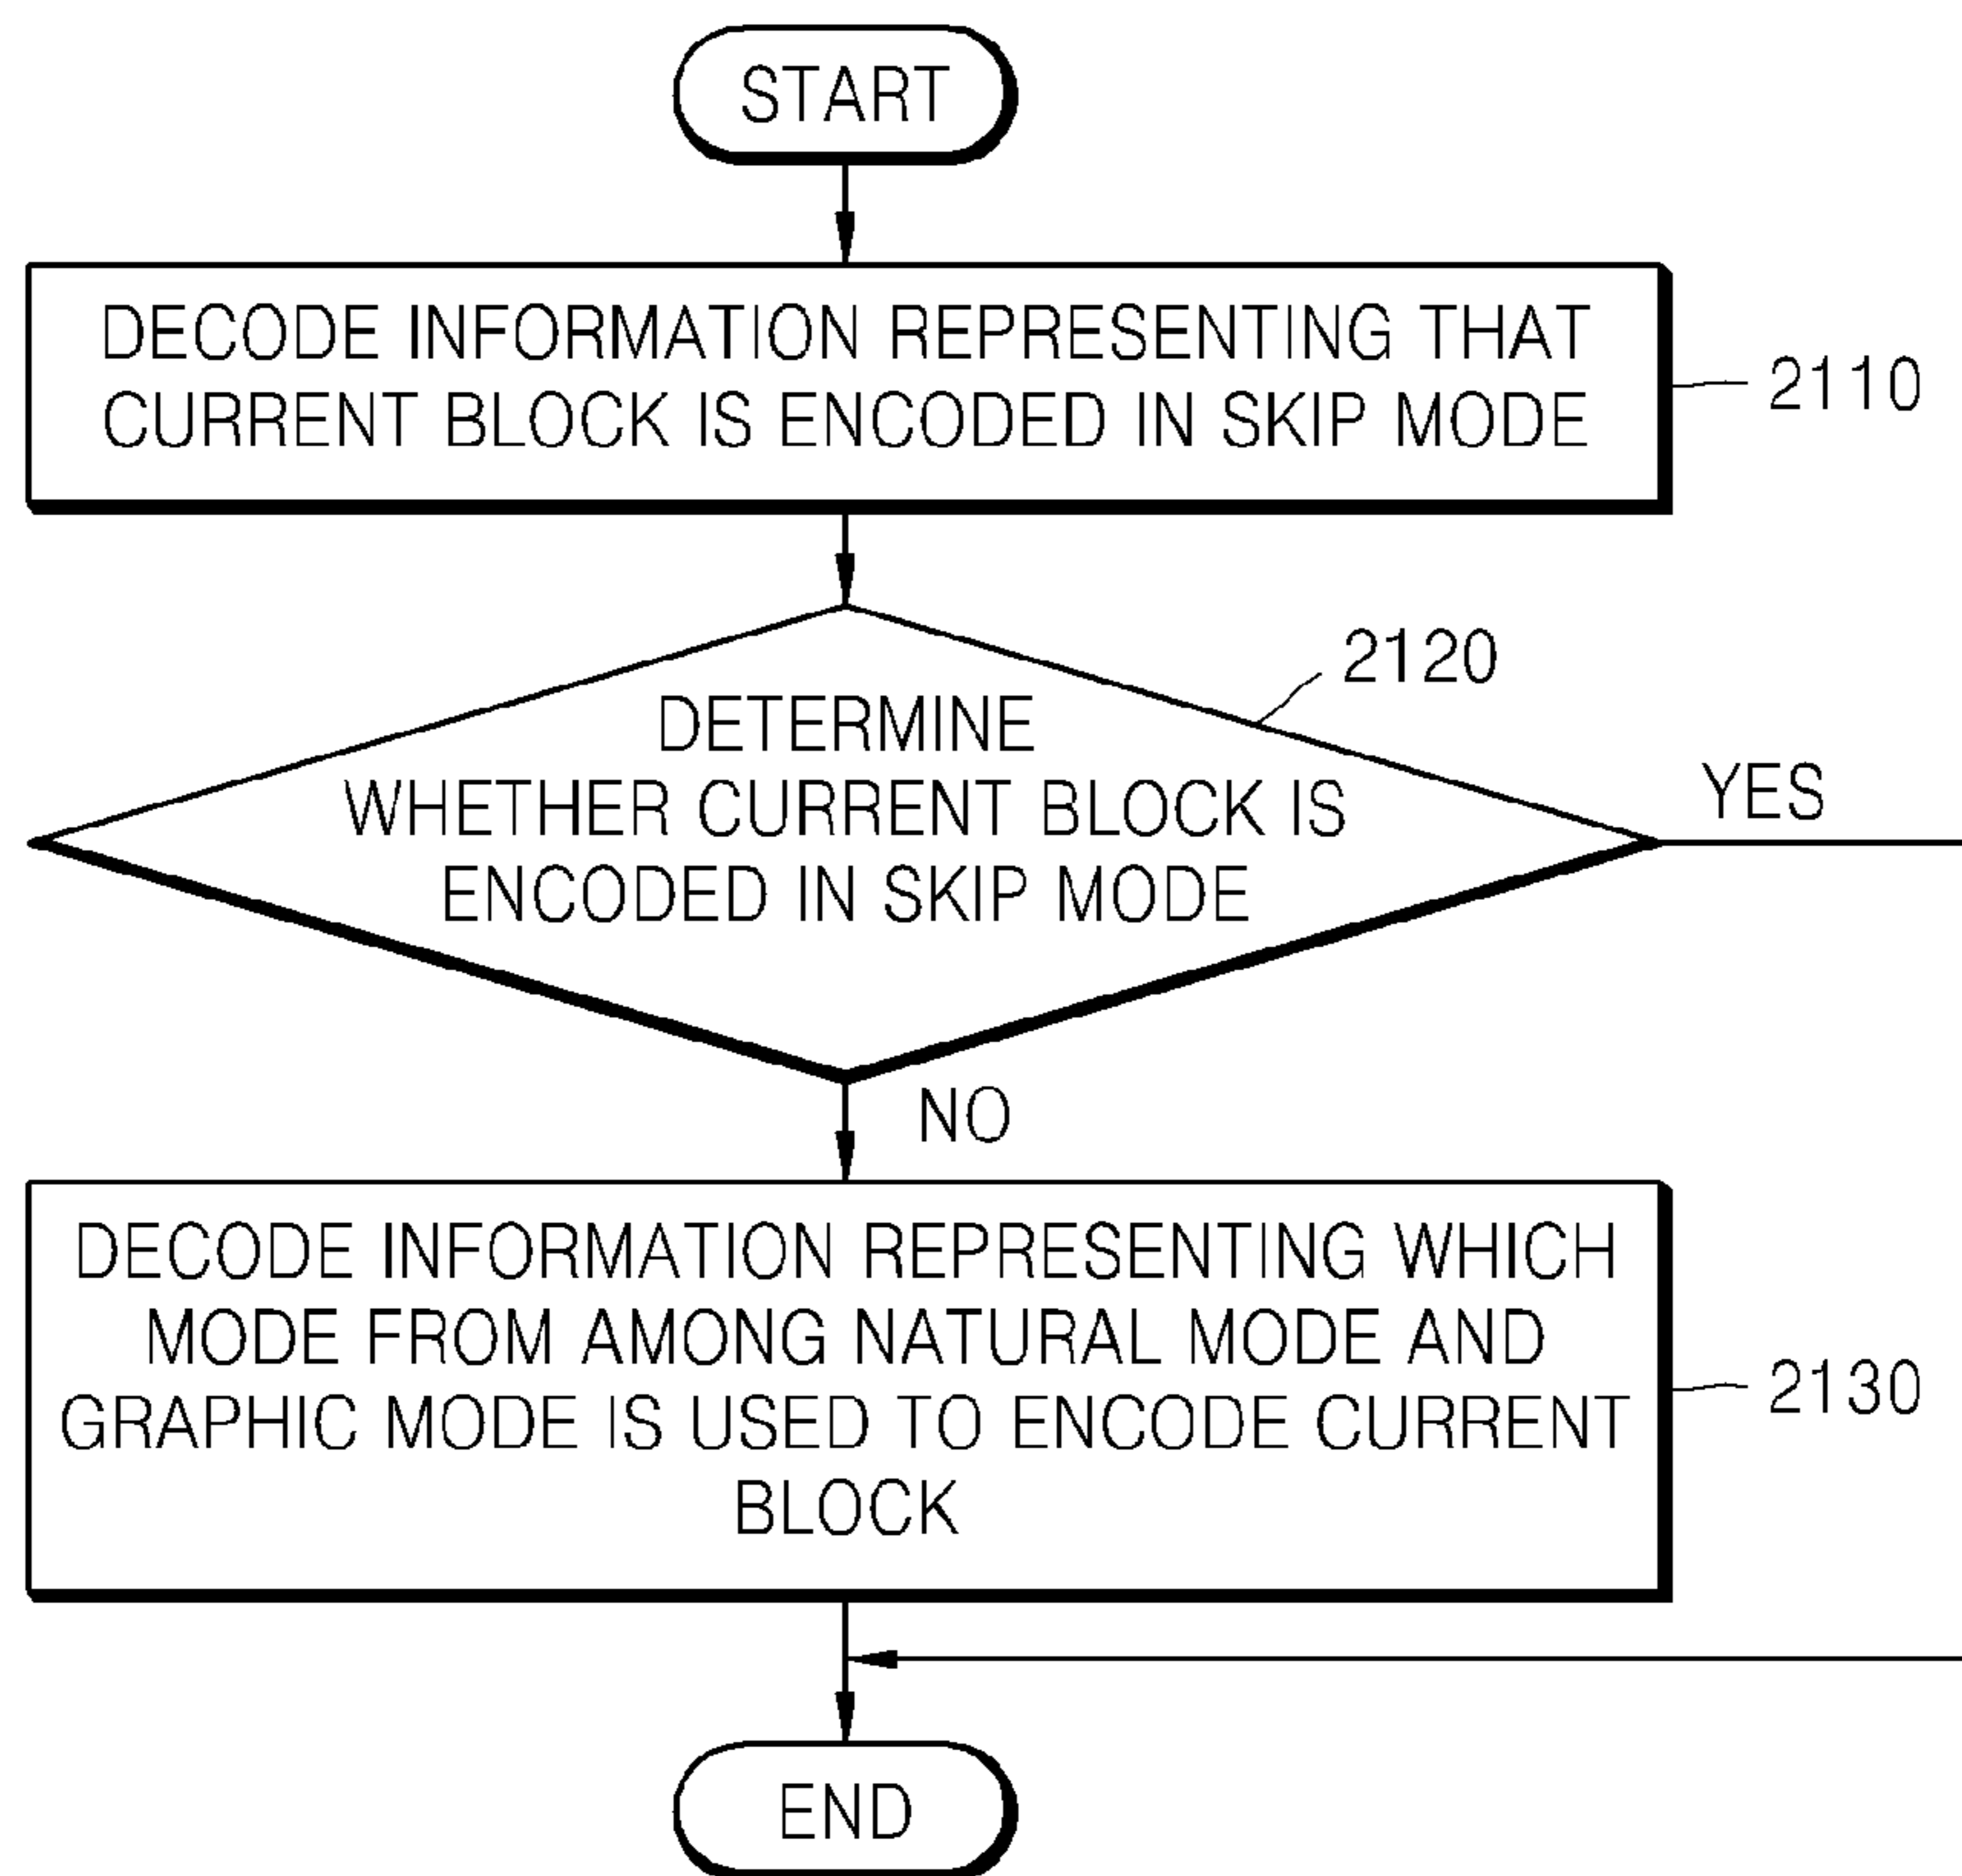 START
DECODE INFORMATION REPRESENTING THAT
CURRENT BLOCK IS ENCODED IN SKIP MODE
2110
2120
DETERMINE
WHETHER CURRENT BLOCK IS
ENCODED IN SKIP MODE
YES
NO
DECODE INFORMATION REPRESENTING WHICH
MODE FROM AMONG NATURAL MODE AND
GRAPHIC MODE IS USED TO ENCODE CURRENT
BLOCK
2130
END